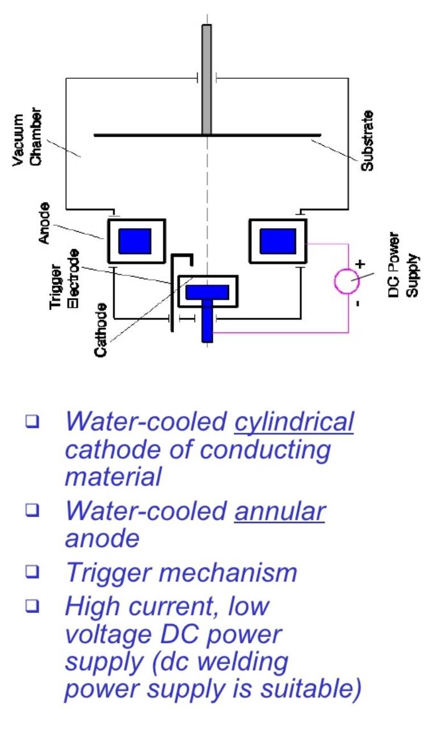 Vacuum
Chamber
Anode
Trigger
Electrode
Cathode
Substrate
DC Power
Supply
+
-
❑ Water-cooled cylindrical
cathode of conducting
material
❑ Water-cooled annular
anode
❑ Trigger mechanism
❑ High current, low
voltage DC power
supply (dc welding
power supply is suitable)